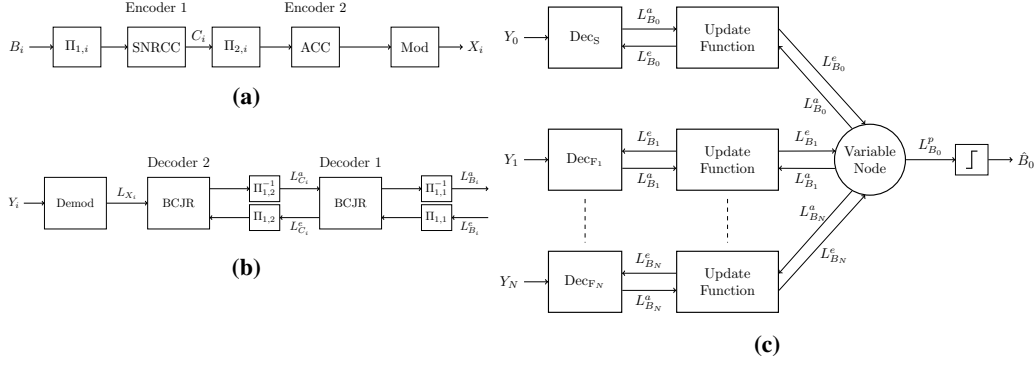 Encoder 1
Encoder 2
B_i
Π_{1,i}
SNRCC
C_i
Π_{2,i}
ACC
Mod
X_i
(a)
Decoder 2
Decoder 1
Y_i
Demod
L_{X_i}
BCJR
Π^{-1}_{1,2}
Π_{1,2}
L^a_{C_i}
L^e_{C_i}
BCJR
Π^{-1}_{1,1}
Π_{1,1}
L^a_{B_i}
L^e_{B_i}
(b)
Y_0
Dec_S
L^a_{B_0}
L^e_{B_0}
Update
Function
L^e_{B_0}
L^a_{B_0}
Y_1
Dec_{F_1}
L^e_{B_1}
L^a_{B_1}
Update
Function
L^e_{B_1}
L^a_{B_1}
Variable
Node
L^p_{B_0}
B̂_0
Y_N
Dec_{F_N}
L^e_{B_N}
L^a_{B_N}
Update
Function
L^a_{B_N}
L^e_{B_N}
(c)